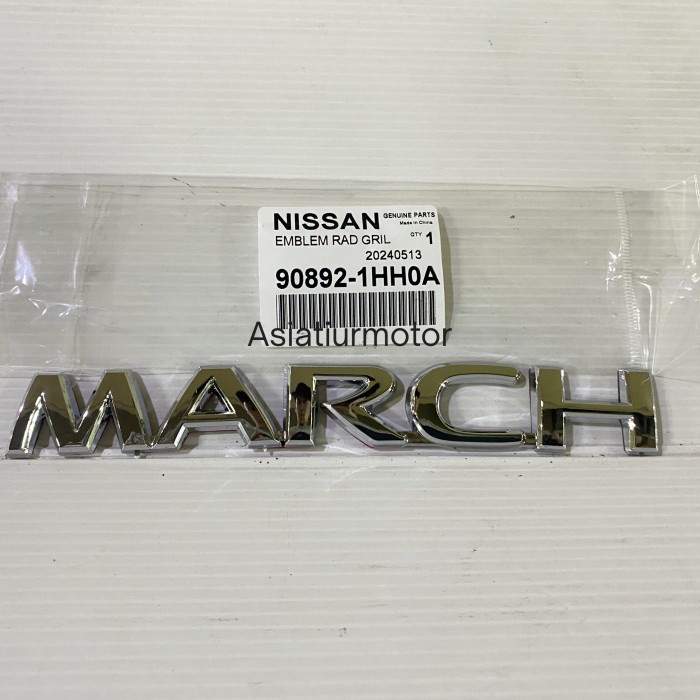 NISSAN GENUINE PARTS
Made in China
EMBLEM RAD GRIL QTY 1
20240513
90892-1HH0A
Asiatiurmotor
MARCH